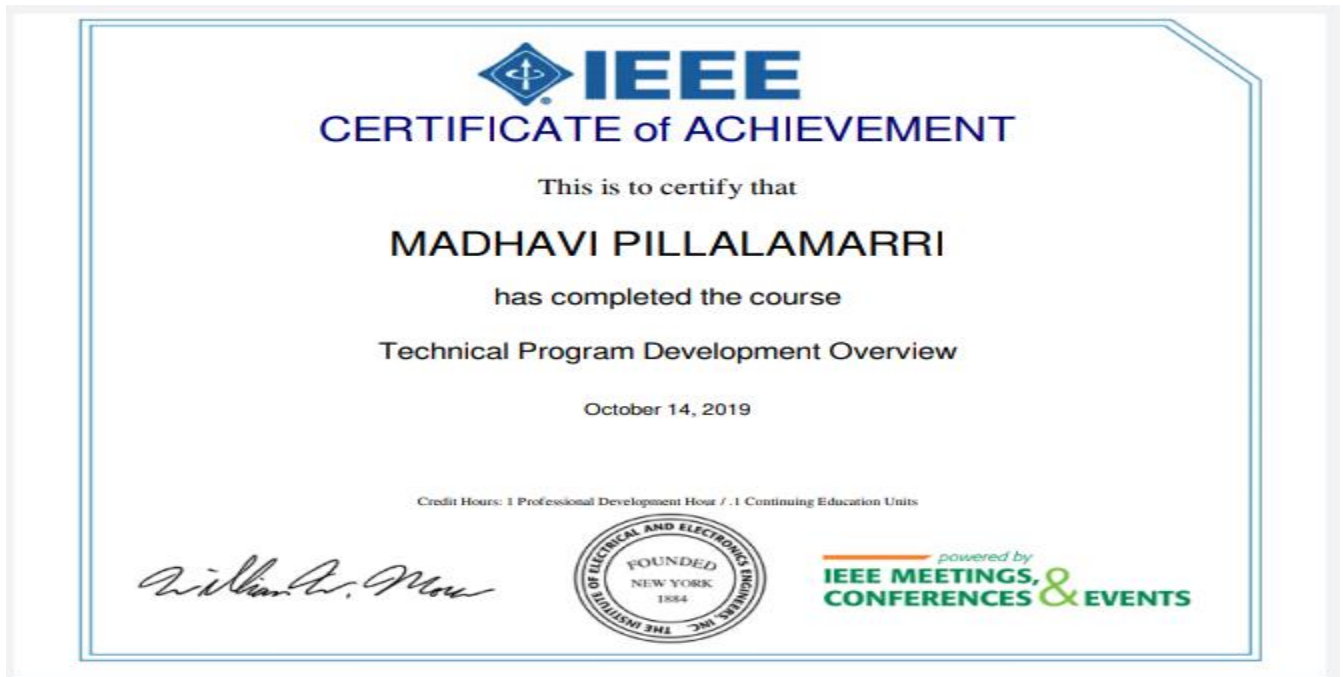 IEEE
CERTIFICATE of ACHIEVEMENT
This is to certify that
MADHAVI PILLALAMARRI
has completed the course
Technical Program Development Overview
October 14, 2019
Credit Hours: 1 Professional Development Hour / .1 Continuing Education Units
THE INSTITUTE OF ELECTRICAL AND ELECTRONICS ENGINEERS, INC.
FOUNDED
NEW YORK
1884
powered by
IEEE MEETINGS,
CONFERENCES & EVENTS